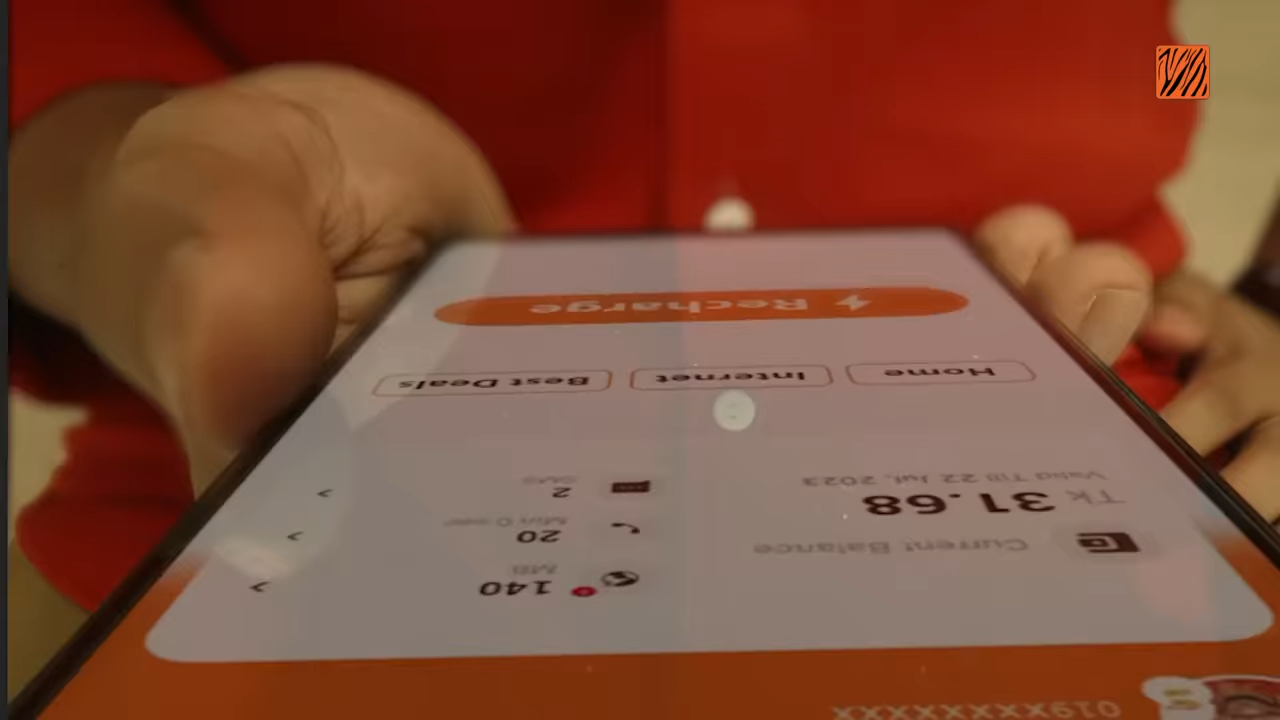 019xxxxxxxx
Current Balance
Tk 31.68
Valid Till 22 Jul, 2023
140
MB
20
Min
2
SMS
Home
Internet
Best Deals
Recharge